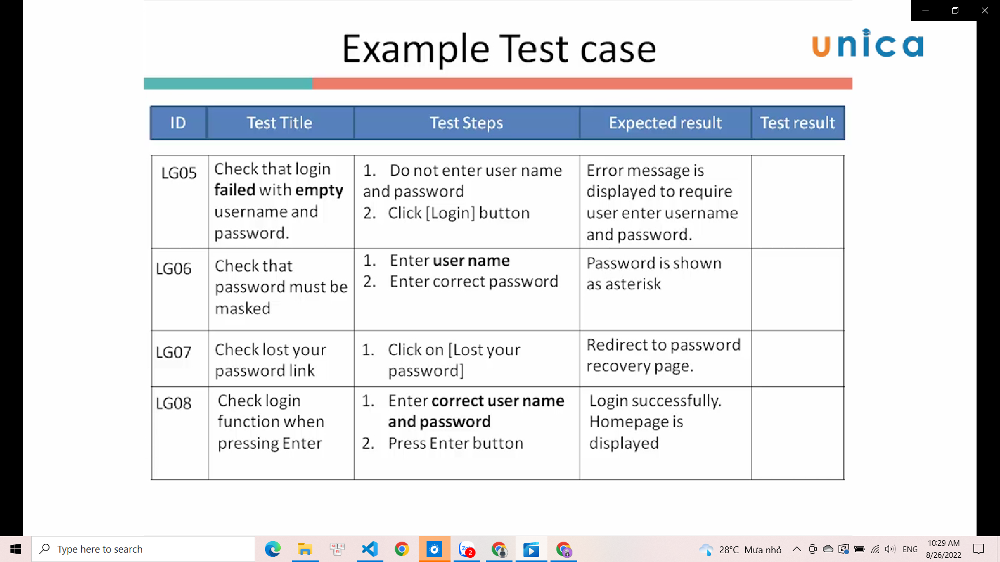 Example Test case
unica
ID Test Title Test Steps Expected result Test result
LG05
Check that login
failed with empty
username and
password.
1. Do not enter user name
and password
2. Click [Login] button
Error message is
displayed to require
user enter username
and password.
LG06
Check that
password must be
masked
1. Enter user name
2. Enter correct password
Password is shown
as asterisk
LG07
Check lost your
password link
1. Click on [Lost your
password]
Redirect to password
recovery page.
LG08
Check login
function when
pressing Enter
1. Enter correct user name
and password
2. Press Enter button
Login successfully.
Homepage is
displayed
Type here to search
2
28°C Mưa nhỏ
ENG
10:29 AM
8/26/2022